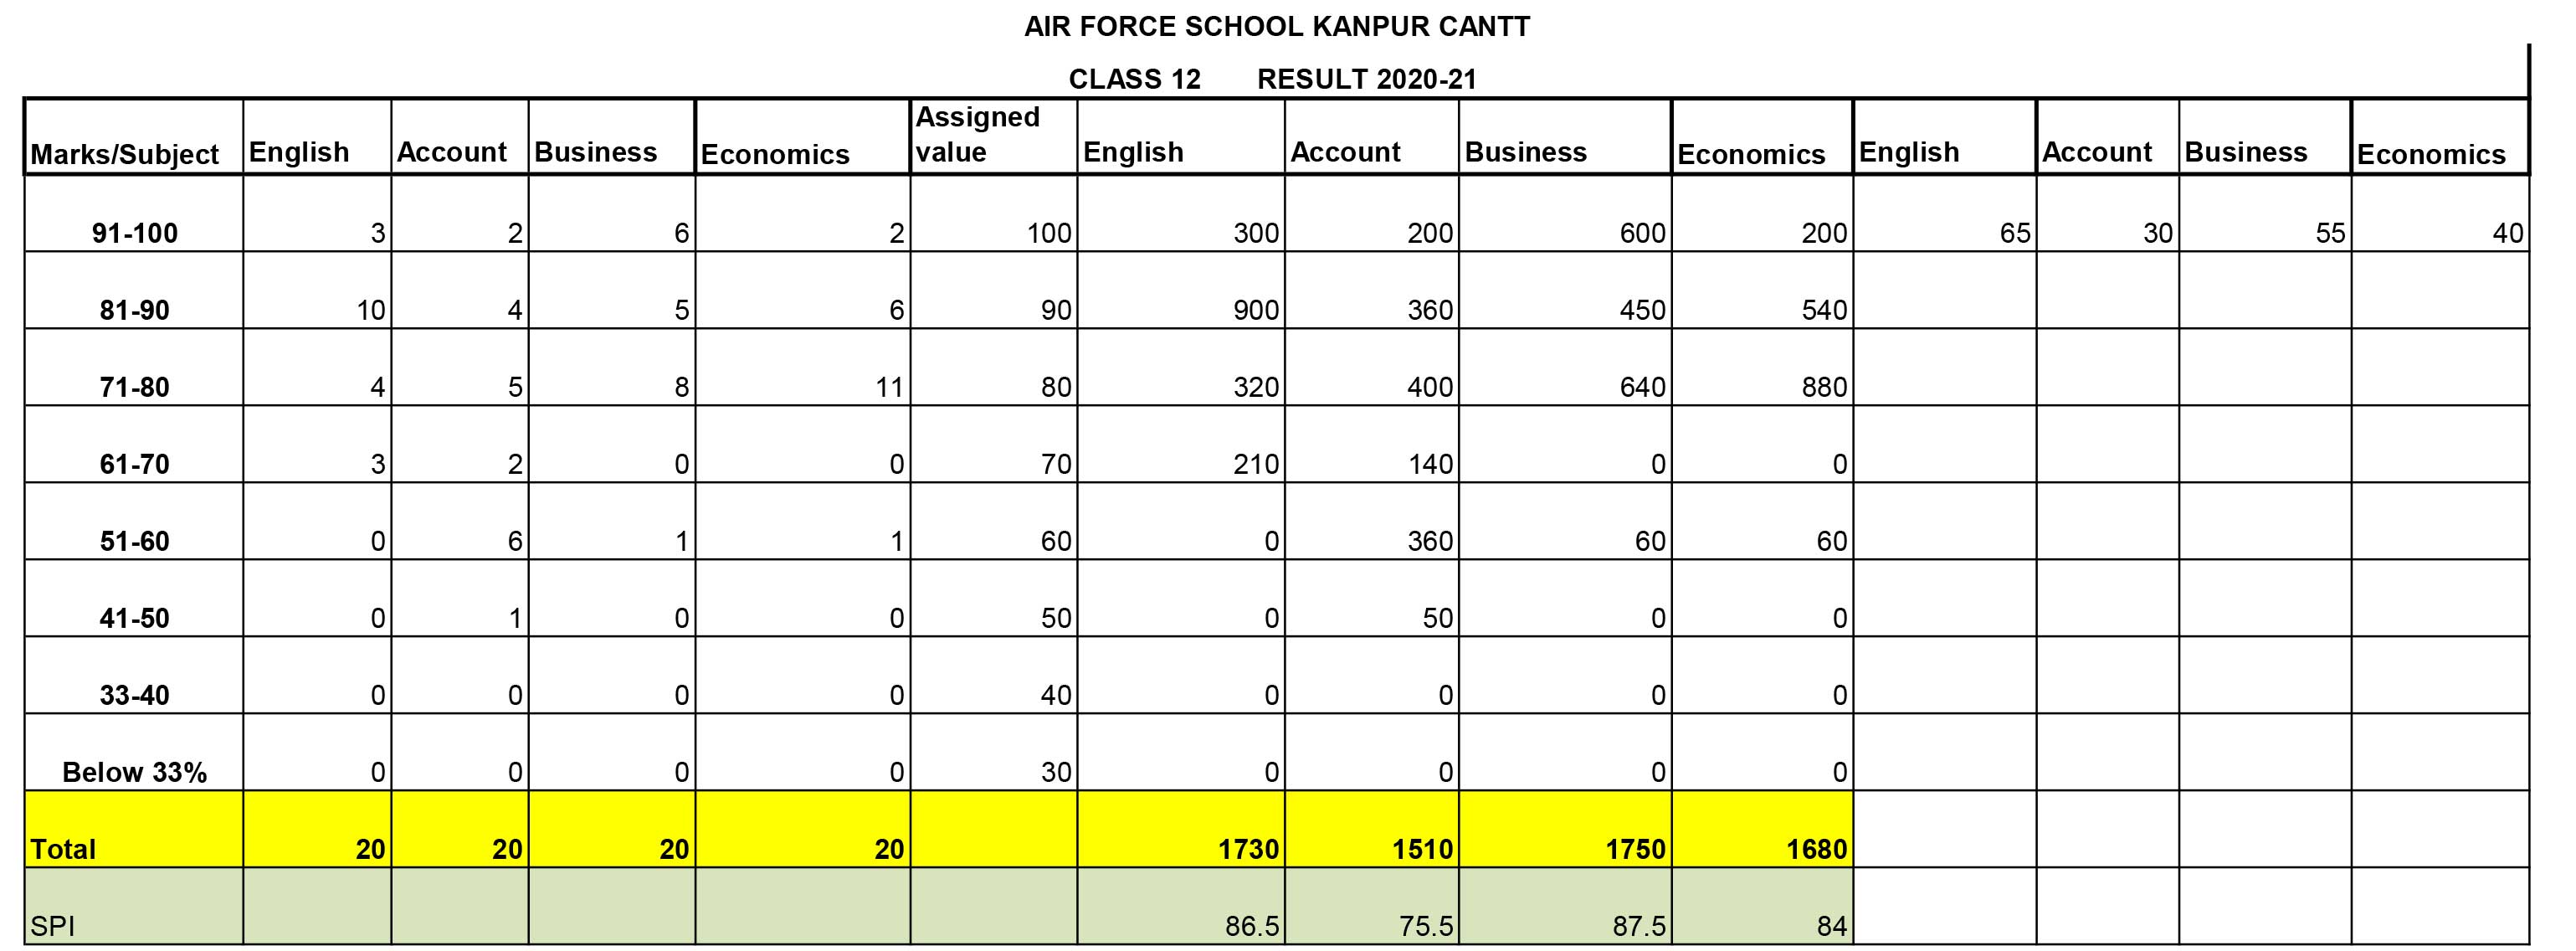 AIR FORCE SCHOOL KANPUR CANTT
CLASS 12 RESULT 2020-21
Marks/Subject English Account Business Economics Assigned value English Account Business Economics English Account Business Economics
91-100 3 2 6 2 100 300 200 600 200 65 30 55 40
81-90 10 4 5 6 90 900 360 450 540
71-80 4 5 8 11 80 320 400 640 880
61-70 3 2 0 0 70 210 140 0 0
51-60 0 6 1 1 60 0 360 60 60
41-50 0 1 0 0 50 0 50 0 0
33-40 0 0 0 0 40 0 0 0 0
Below 33% 0 0 0 0 30 0 0 0 0
Total 20 20 20 20 1730 1510 1750 1680
SPI 86.5 75.5 87.5 84